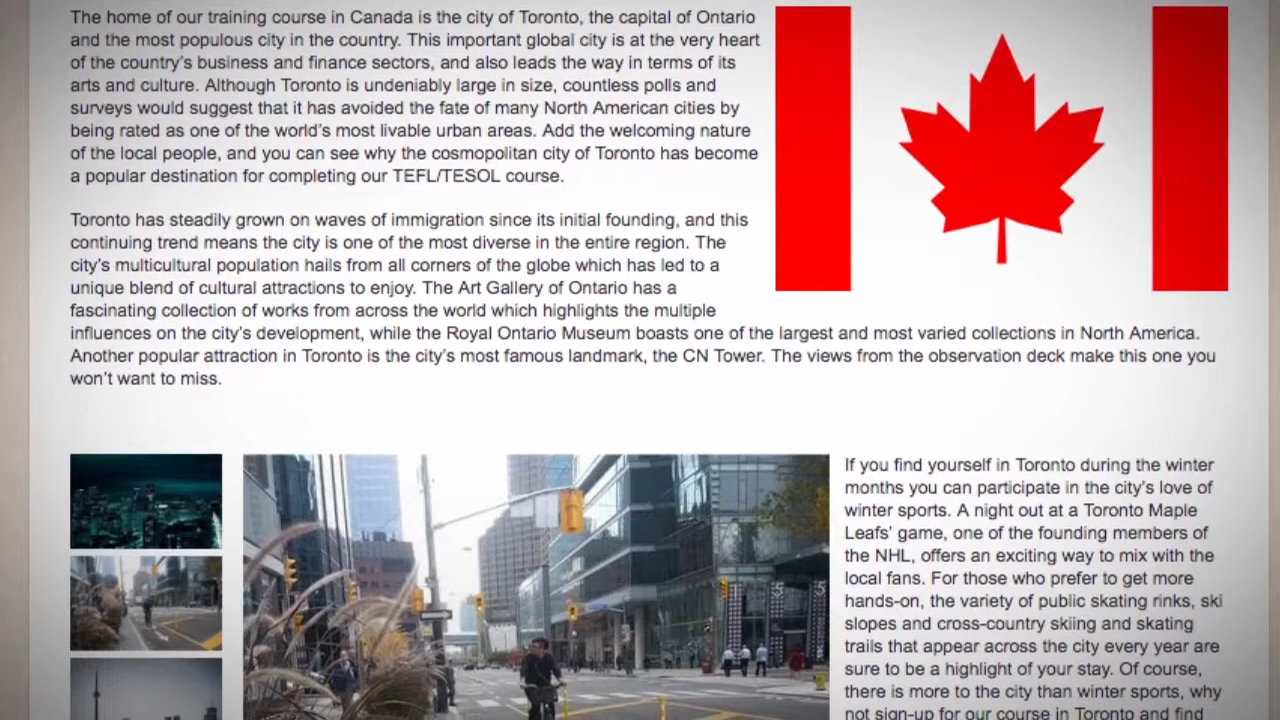 The home of our training course in Canada is the city of Toronto, the capital of Ontario
and the most populous city in the country. This important global city is at the very heart
of the country's business and finance sectors, and also leads the way in terms of its
arts and culture. Although Toronto is undeniably large in size, countless polls and
surveys would suggest that it has avoided the fate of many North American cities by
being rated as one of the world's most livable urban areas. Add the welcoming nature
of the local people, and you can see why the cosmopolitan city of Toronto has become
a popular destination for completing our TEFL/TESOL course.
Toronto has steadily grown on waves of immigration since its initial founding, and this
continuing trend means the city is one of the most diverse in the entire region. The
city's multicultural population hails from all corners of the globe which has led to a
unique blend of cultural attractions to enjoy. The Art Gallery of Ontario has a
fascinating collection of works from across the world which highlights the multiple
influences on the city's development, while the Royal Ontario Museum boasts one of the largest and most varied collections in North America.
Another popular attraction in Toronto is the city's most famous landmark, the CN Tower. The views from the observation deck make this one you
won't want to miss.
If you find yourself in Toronto during the winter
months you can participate in the city's love of
winter sports. A night out at a Toronto Maple
Leafs' game, one of the founding members of
the NHL, offers an exciting way to mix with the
local fans. For those who prefer to get more
hands-on, the variety of public skating rinks, ski
slopes and cross-country skiing and skating
trails that appear across the city every year are
sure to be a highlight of your stay. Of course,
there is more to the city than winter sports, why
not sign-up for our course in Toronto and find